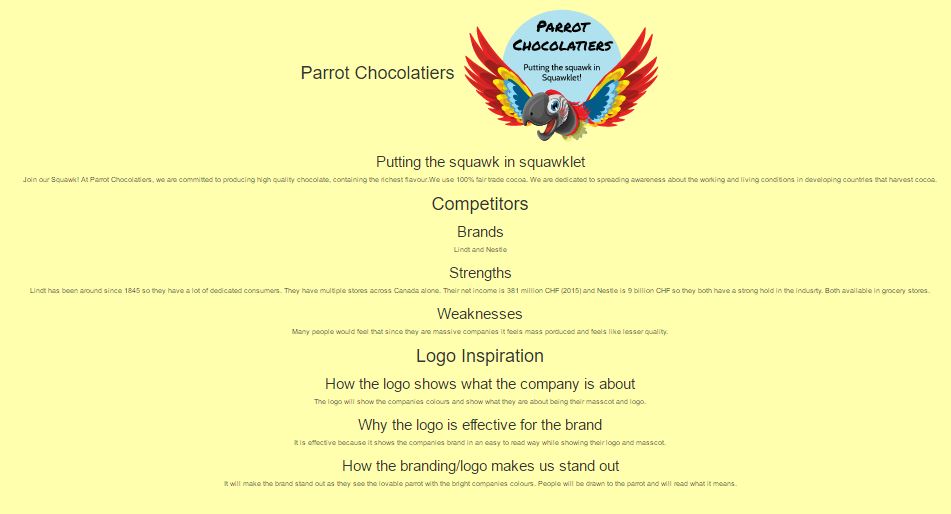 Parrot Chocolatiers
Parrot
Chocolatiers
Putting the squawk in
Squawklet!
Putting the squawk in squawklet
Join our Squawk! At Parrot Chocolatiers, we are committed to producing high quality chocolate, containing the richest flavour.We use 100% fair trade cocoa. We are dedicated to spreading awareness about the working and living conditions in developing countries that harvest cocoa.
Competitors
Brands
Lindt and Nestle
Strengths
Lindt has been around since 1845 so they have a lot of dedicated consumers. They have multiple stores across Canada alone. Their net income is 381 million CHF (2015) and Nestle is 9 billion CHF so they both have a strong hold in the indusrty. Both available in grocery stores.
Weaknesses
Many people would feel that since they are massive companies it feels mass porduced and feels like lesser quality.
Logo Inspiration
How the logo shows what the company is about
The logo will show the companies colours and show what they are about being their masscot and logo.
Why the logo is effective for the brand
It is effective because it shows the companies brand in an easy to read way while showing their logo and masscot.
How the branding/logo makes us stand out
It will make the brand stand out as they see the lovable parrot with the bright companies colours. People will be drawn to the parrot and will read what it means.